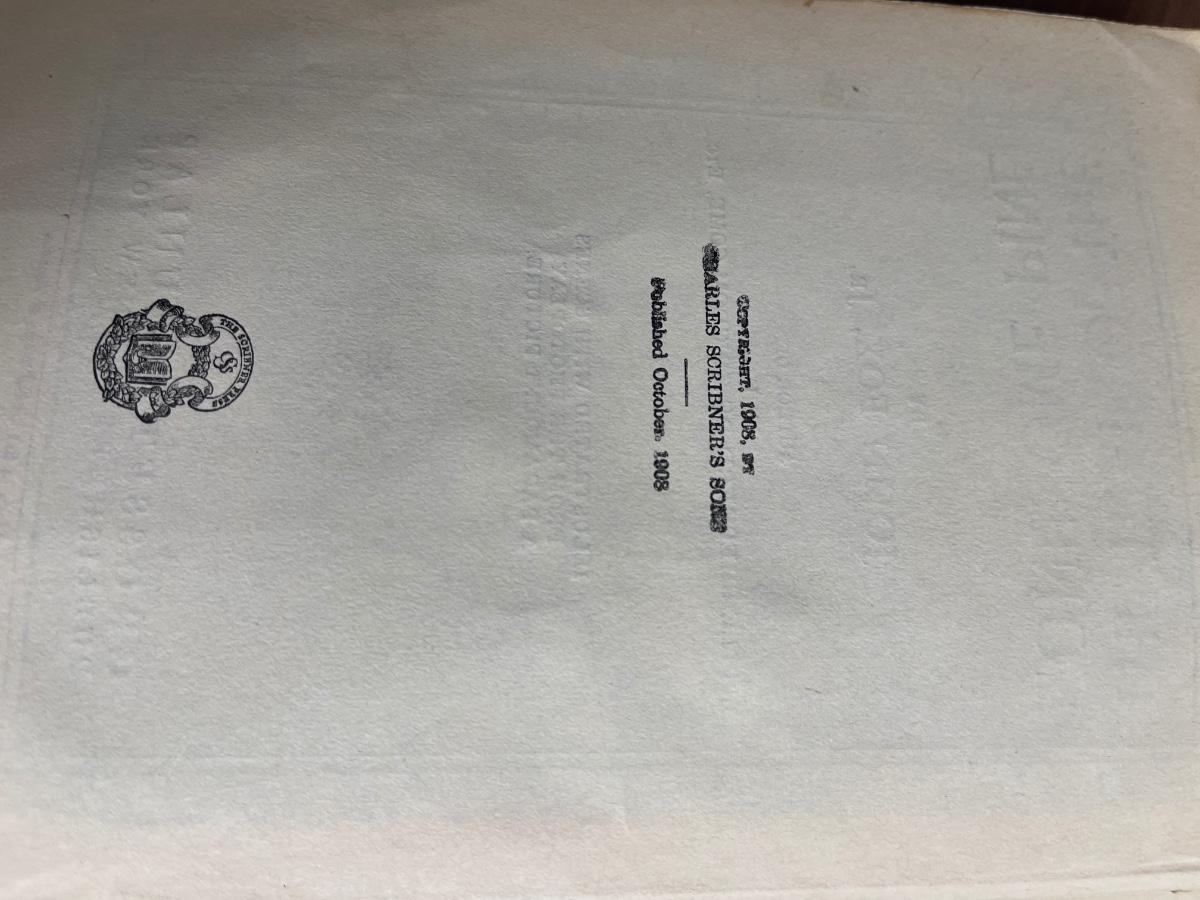 COPYRIGHT, 1908, BY
CHARLES SCRIBNER'S SONS
Published October, 1908
THE SCRIBNER PRESS